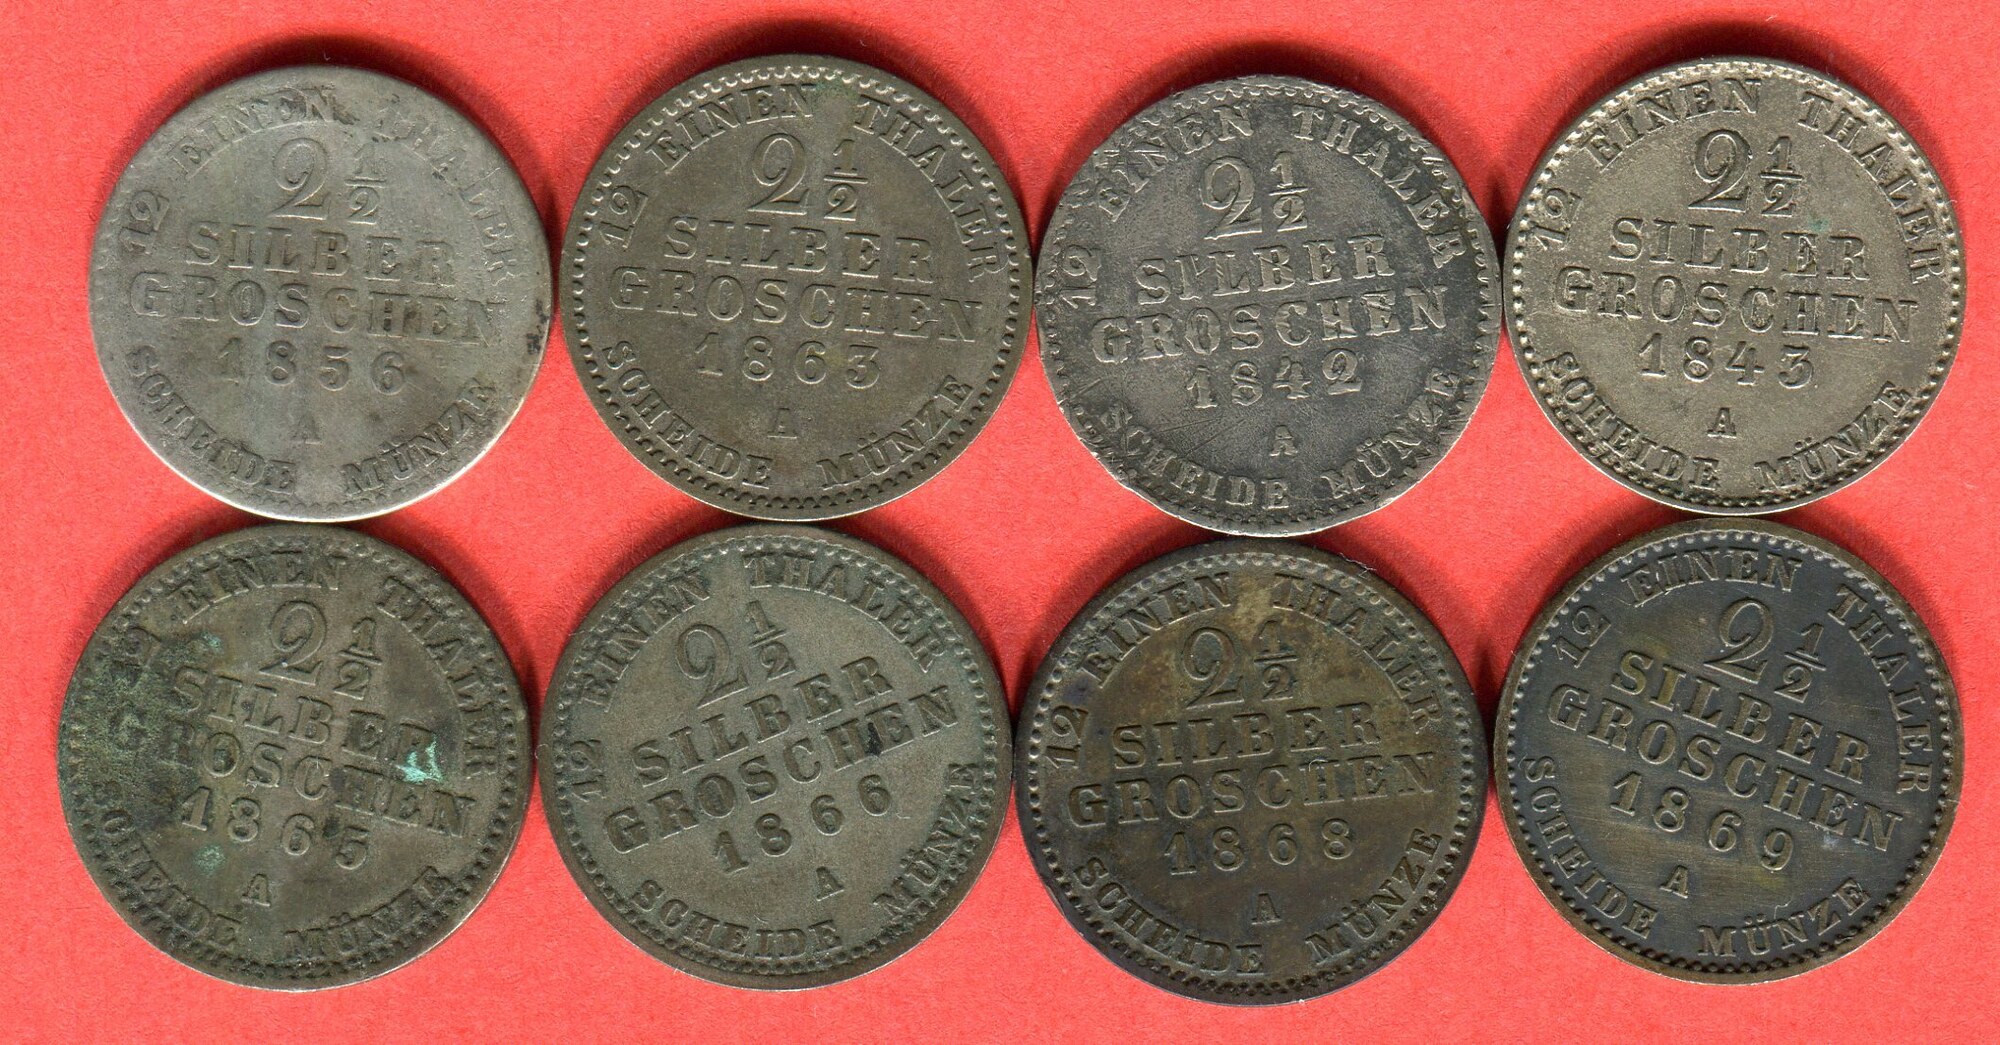 12 EINEN THALER
2 1/2
SILBER
GROSCHEN
1856
A
SCHEIDE MÜNZE
12 EINEN THALER
2 1/2
SILBER
GROSCHEN
1863
A
SCHEIDE MÜNZE
12 EINEN THALER
2 1/2
SILBER
GROSCHEN
1842
A
SCHEIDE MÜNZE
12 EINEN THALER
2 1/2
SILBER
GROSCHEN
1843
A
SCHEIDE MÜNZE
12 EINEN THALER
2 1/2
SILBER
GROSCHEN
1865
A
SCHEIDE MÜNZE
12 EINEN THALER
2 1/2
SILBER
GROSCHEN
1866
A
SCHEIDE MÜNZE
12 EINEN THALER
2 1/2
SILBER
GROSCHEN
1868
A
SCHEIDE MÜNZE
12 EINEN THALER
2 1/2
SILBER
GROSCHEN
1869
A
SCHEIDE MÜNZE